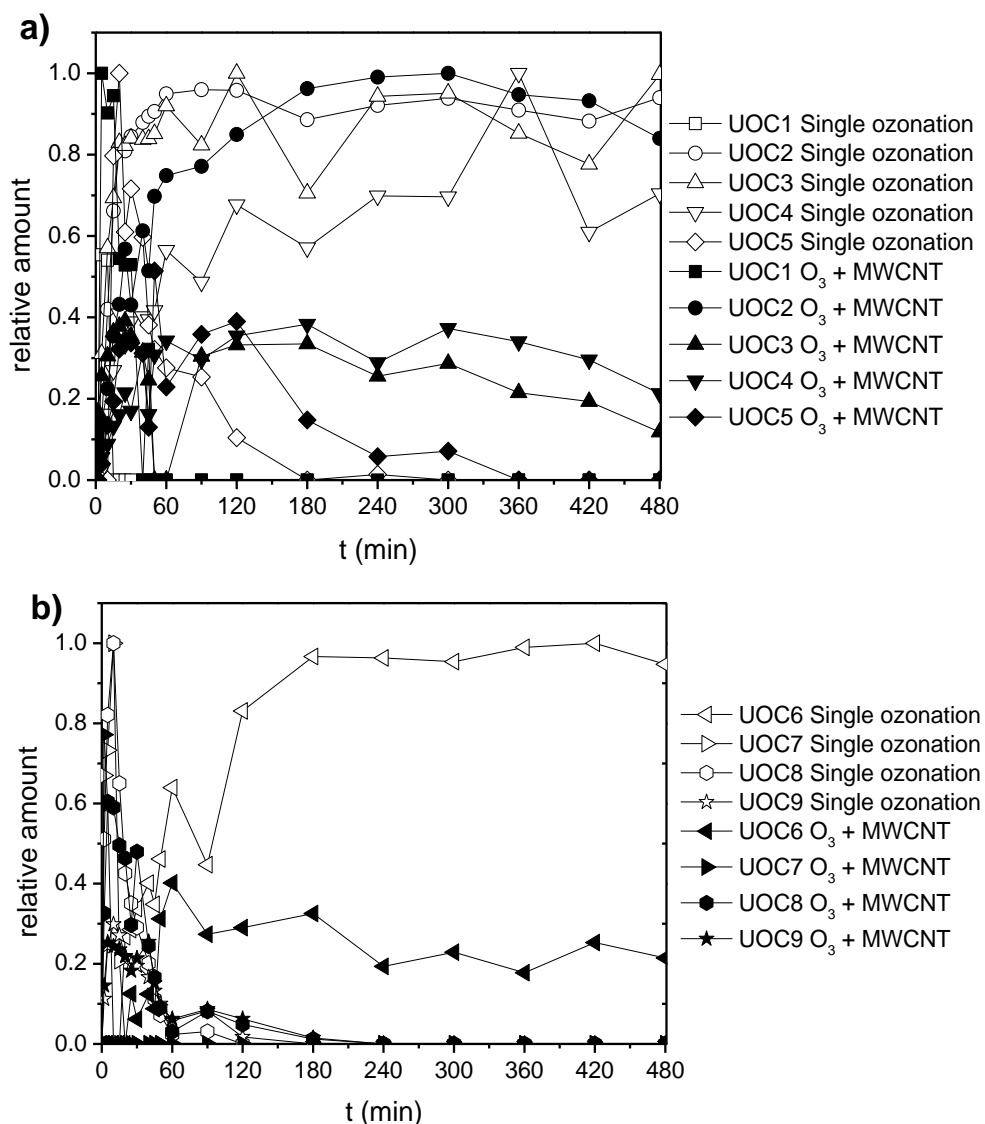 a)
1.0
0.8
0.6
0.4
0.2
0.0
relative amount
0 60 120 180 240 300 360 420 480
t (min)
UOC1 Single ozonation
UOC2 Single ozonation
UOC3 Single ozonation
UOC4 Single ozonation
UOC5 Single ozonation
UOC1 O₃ + MWCNT
UOC2 O₃ + MWCNT
UOC3 O₃ + MWCNT
UOC4 O₃ + MWCNT
UOC5 O₃ + MWCNT
b)
1.0
0.8
0.6
0.4
0.2
0.0
relative amount
0 60 120 180 240 300 360 420 480
t (min)
UOC6 Single ozonation
UOC7 Single ozonation
UOC8 Single ozonation
UOC9 Single ozonation
UOC6 O₃ + MWCNT
UOC7 O₃ + MWCNT
UOC8 O₃ + MWCNT
UOC9 O₃ + MWCNT